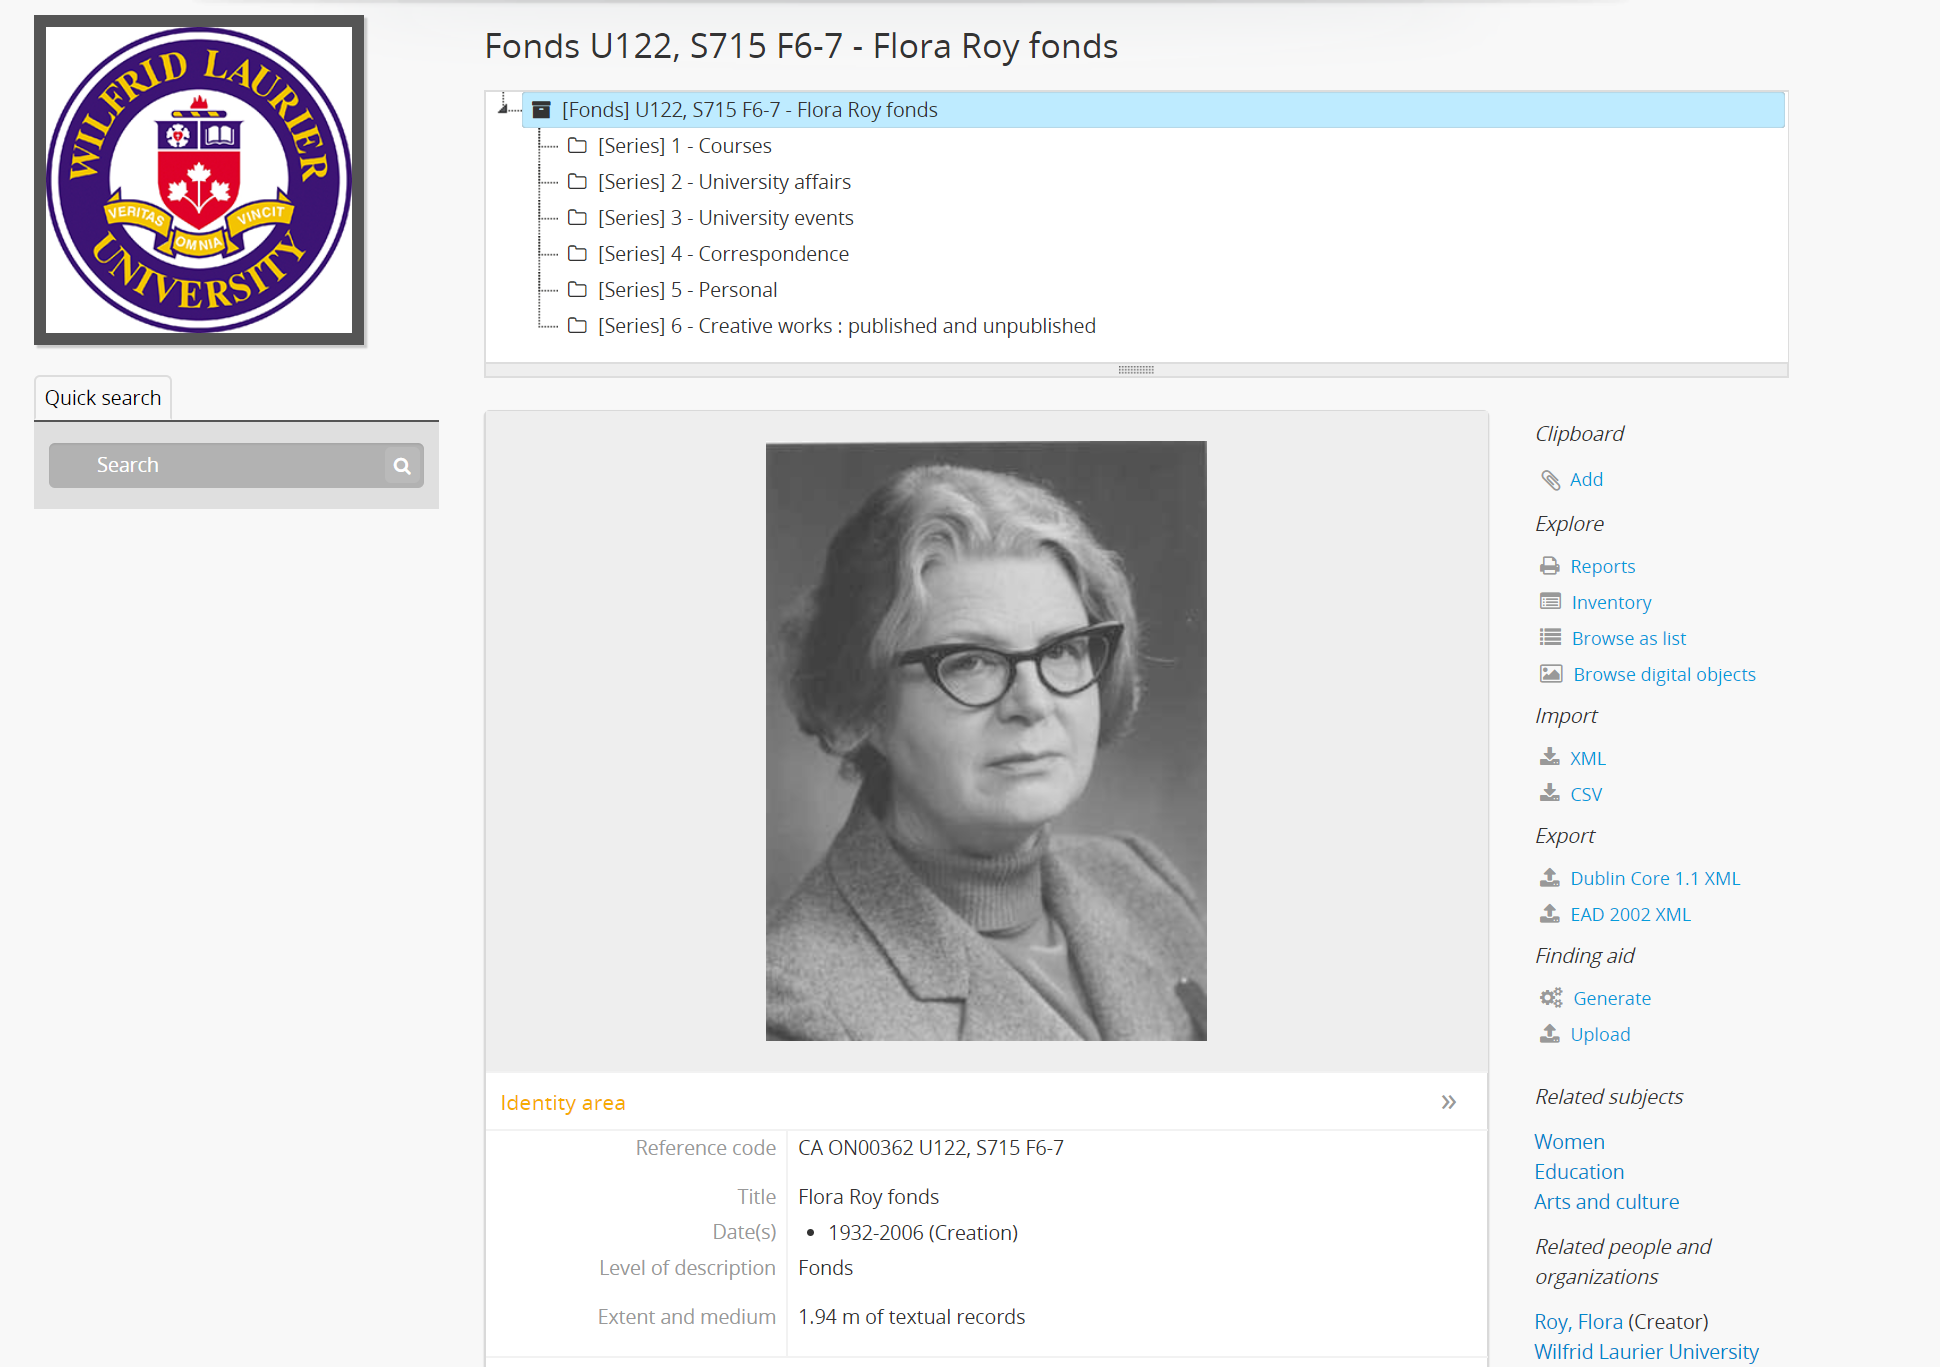 WILFRID LAURIER
UNIVERSITY
VERITAS
OMNIA
VINCIT
Quick search
Search
Fonds U122, S715 F6-7 - Flora Roy fonds
[Fonds] U122, S715 F6-7 - Flora Roy fonds
[Series] 1 - Courses
[Series] 2 - University affairs
[Series] 3 - University events
[Series] 4 - Correspondence
[Series] 5 - Personal
[Series] 6 - Creative works : published and unpublished
Identity area
»
Reference code CA ON00362 U122, S715 F6-7
Title Flora Roy fonds
Date(s) • 1932-2006 (Creation)
Level of description Fonds
Extent and medium 1.94 m of textual records
Clipboard
Add
Explore
Reports
Inventory
Browse as list
Browse digital objects
Import
XML
CSV
Export
Dublin Core 1.1 XML
EAD 2002 XML
Finding aid
Generate
Upload
Related subjects
Women
Education
Arts and culture
Related people and
organizations
Roy, Flora (Creator)
Wilfrid Laurier University